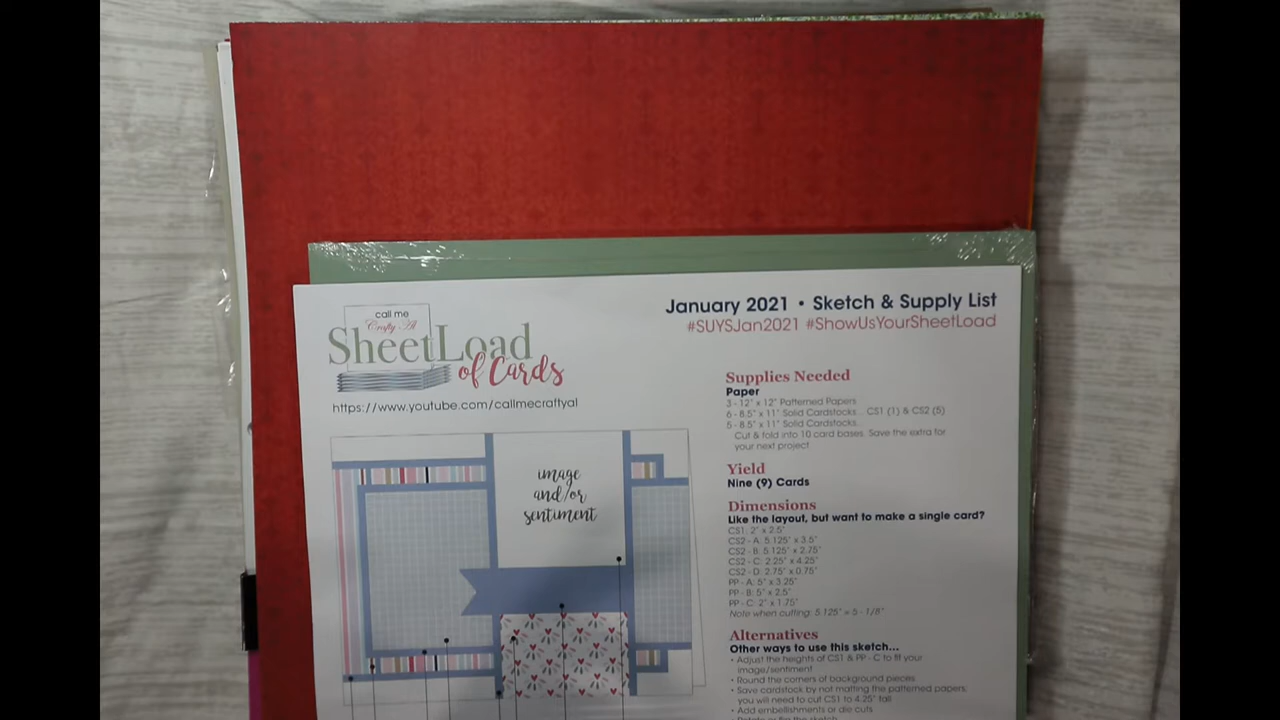 call me
Crafty Al
SheetLoad
of Cards
https://www.youtube.com/callmecraftyal
January 2021 • Sketch & Supply List
#SUYSJan2021 #ShowUsYourSheetLoad
image
and/or
sentiment
Supplies Needed
Paper
3 - 12" x 12" Patterned Papers
6 - 8.5" x 11" Solid Cardstocks... CS1 (1) & CS2 (5)
5 - 8.5" x 11" Solid Cardstocks...
Cut & fold into 10 card bases. Save the extra for
your next project
Yield
Nine (9) Cards
Dimensions
Like the layout, but want to make a single card?
CS1: 2" x 2.5"
CS2 - A: 5.125" x 3.5"
CS2 - B: 5.125" x 2.75"
CS2 - C: 2.25" x 4.25"
CS2 - D: 2.75" x 0.75"
PP - A: 5" x 3.25"
PP - B: 5" x 2.5"
PP - C: 2" x 1.75"
Note when cutting: 5.125" = 5 - 1/8"
Alternatives
Other ways to use this sketch...
• Adjust the heights of CS1 & PP - C to fit your
image/sentiment
• Round the corners of background pieces
• Save cardstock by not matting the patterned papers;
you will need to cut CS1 to 4.25" tall
• Add embellishments or die cuts